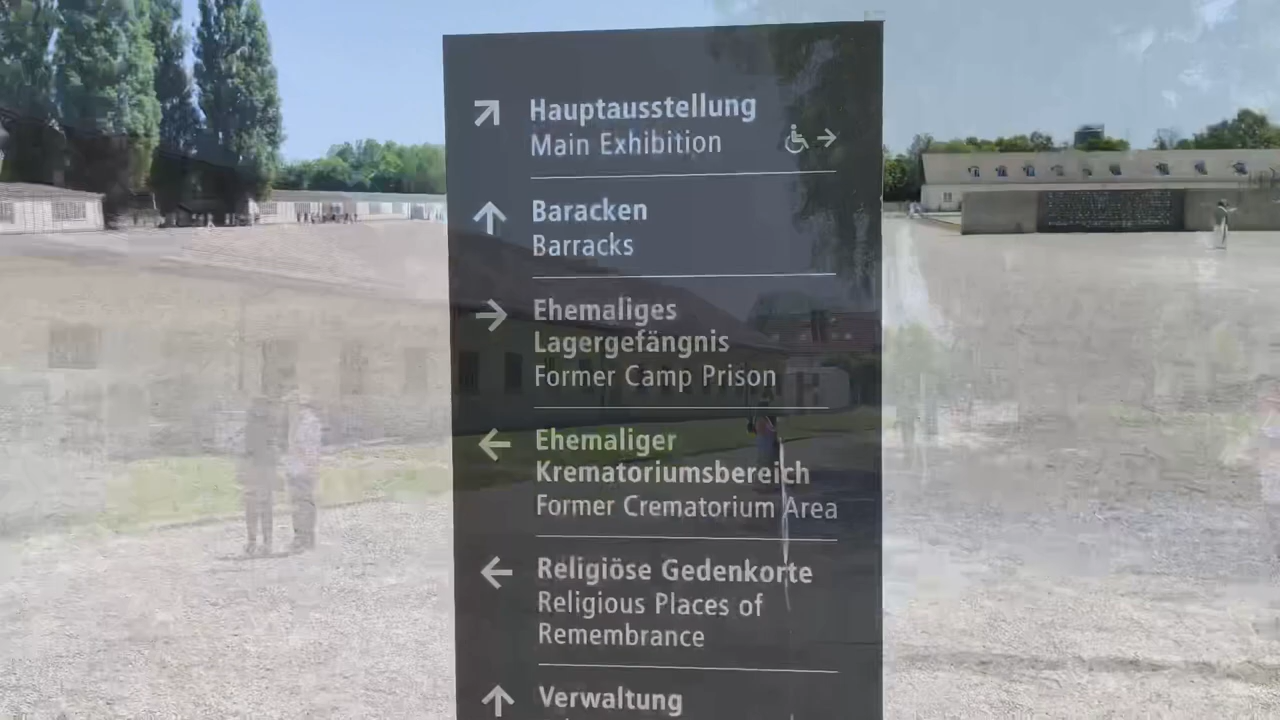 Hauptausstellung
Main Exhibition
Baracken
Barracks
Ehemaliges
Lagergefängnis
Former Camp Prison
Ehemaliger
Krematoriumsbereich
Former Crematorium Area
Religiöse Gedenkorte
Religious Places of
Remembrance
Verwaltung